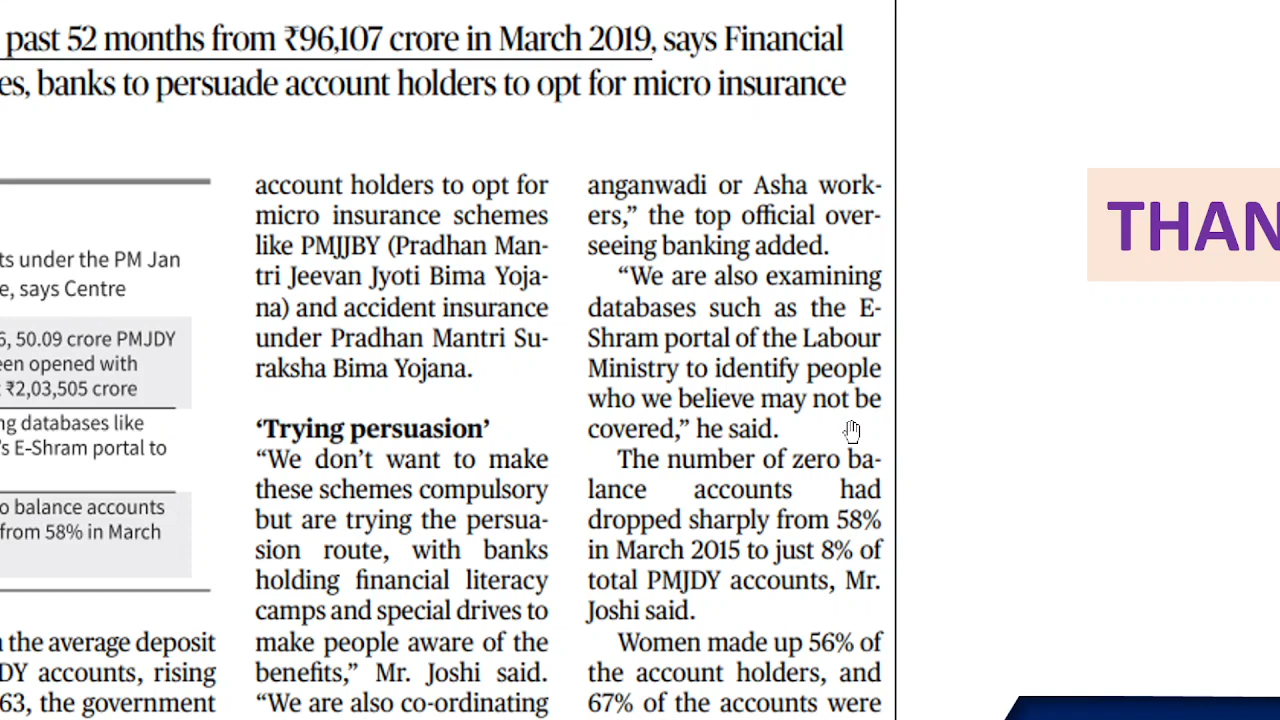 past 52 months from ₹96,107 crore in March 2019, says Financial
es, banks to persuade account holders to opt for micro insurance
ts under the PM Jan
e, says Centre
6, 50.09 crore PMJDY
een opened with
₹2,03,505 crore
ng databases like
's E-Shram portal to
o balance accounts
from 58% in March
the average deposit
DY accounts, rising
63, the government
account holders to opt for
micro insurance schemes
like PMJJBY (Pradhan Man-
tri Jeevan Jyoti Bima Yoja-
na) and accident insurance
under Pradhan Mantri Su-
raksha Bima Yojana.
‘Trying persuasion’
“We don’t want to make
these schemes compulsory
but are trying the persua-
sion route, with banks
holding financial literacy
camps and special drives to
make people aware of the
benefits,” Mr. Joshi said.
“We are also co-ordinating
anganwadi or Asha work-
ers,” the top official over-
seeing banking added.
“We are also examining
databases such as the E-
Shram portal of the Labour
Ministry to identify people
who we believe may not be
covered,” he said.
The number of zero ba-
lance accounts had
dropped sharply from 58%
in March 2015 to just 8% of
total PMJDY accounts, Mr.
Joshi said.
Women made up 56% of
the account holders, and
67% of the accounts were
THAN